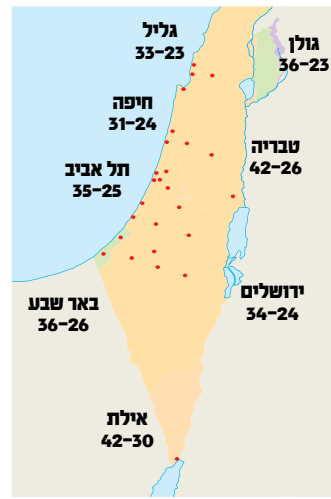 גליל
33–23
גולן
36–23
חיפה
31–24
טבריה
42–26
תל אביב
35–25
ירושלים
34–24
באר שבע
36–26
אילת
42–30